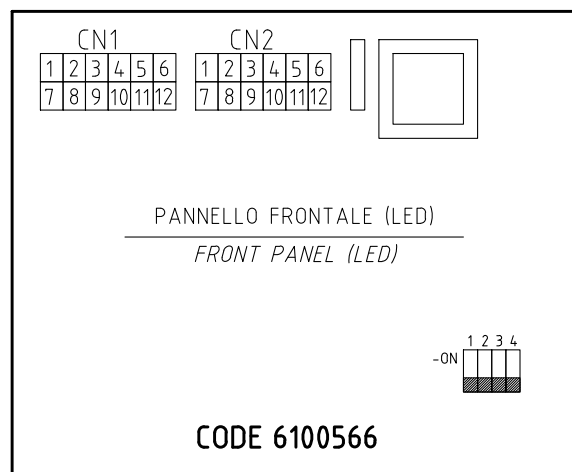 CN1 CN2
1 2 3 4 5 6 1 2 3 4 5 6
7 8 9 10 11 12 7 8 9 10 11 12
PANNELLO FRONTALE (LED)
FRONT PANEL (LED)
1 2 3 4
-ON
CODE 6100566